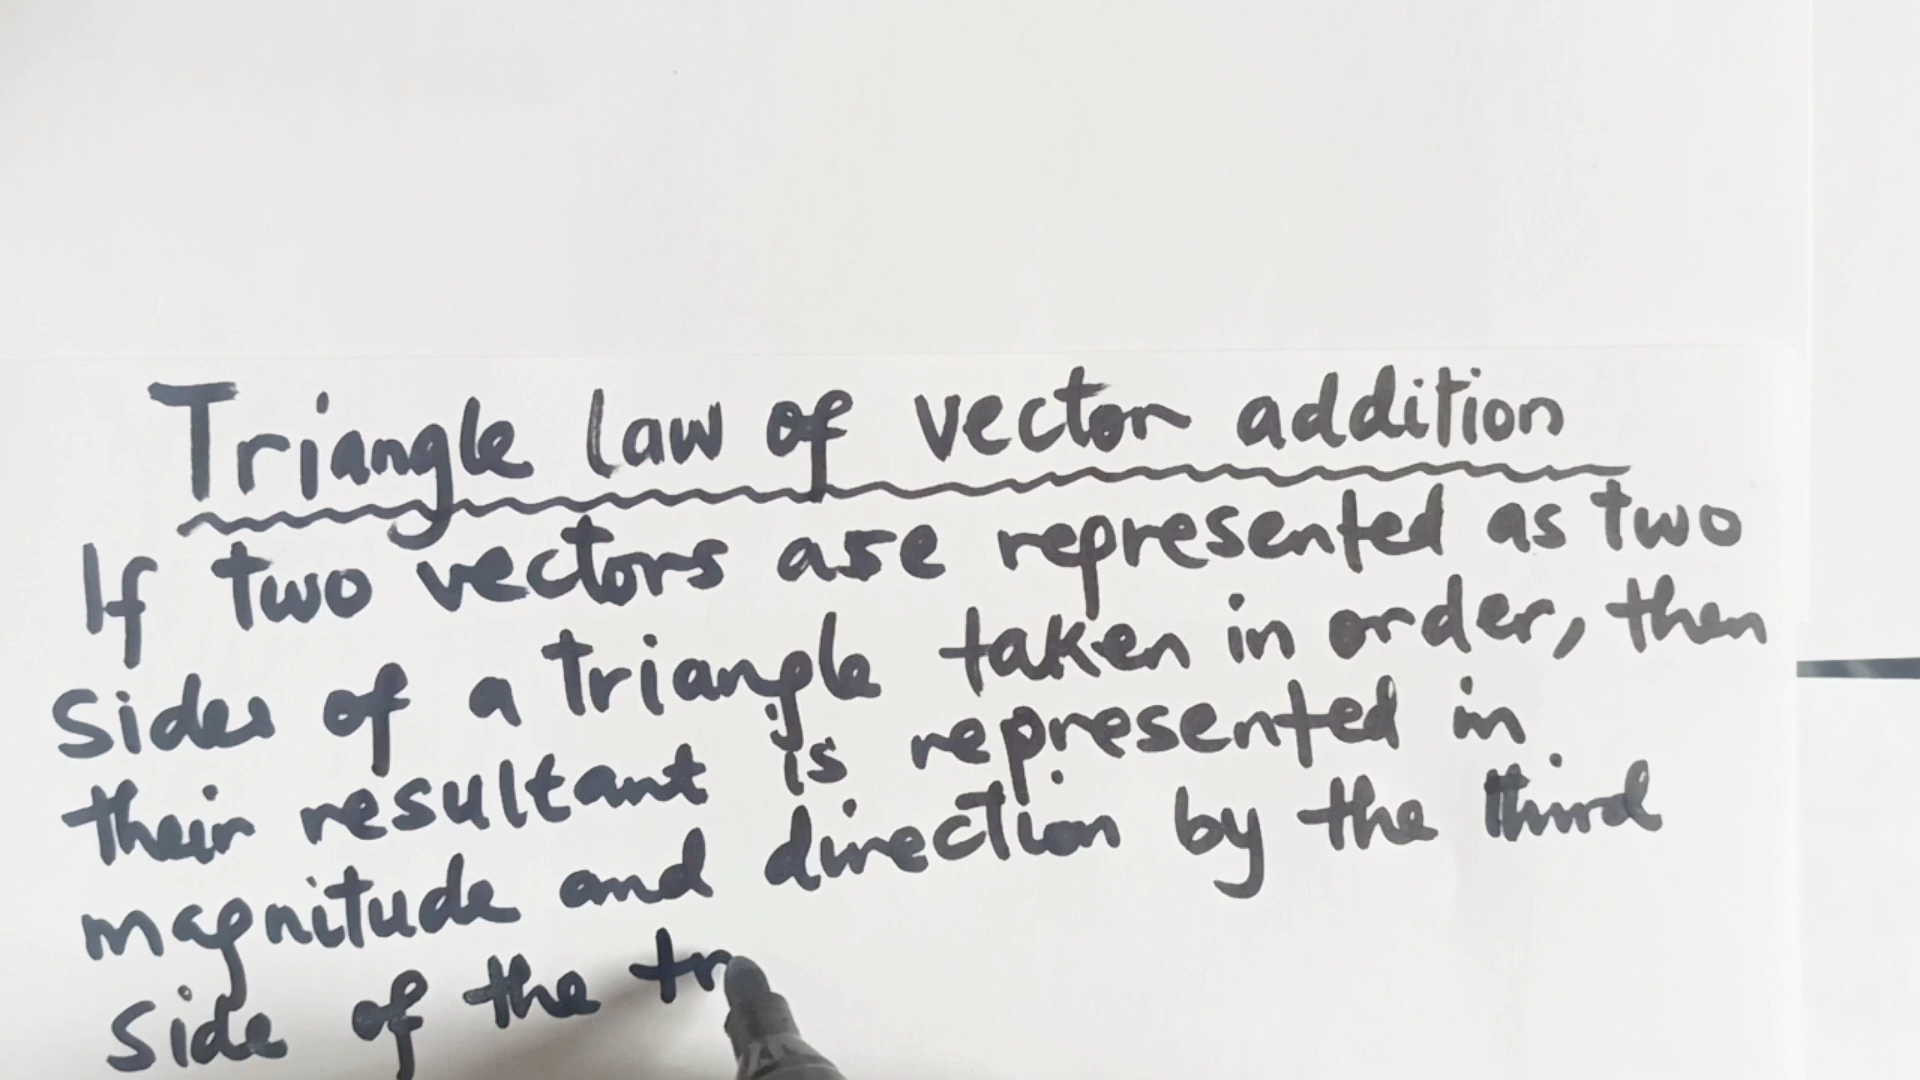 Triangle law of vector addition
If two vectors are represented as two
sides of a triangle taken in order, then
their resultant is represented in
magnitude and direction by the third
side of the tr